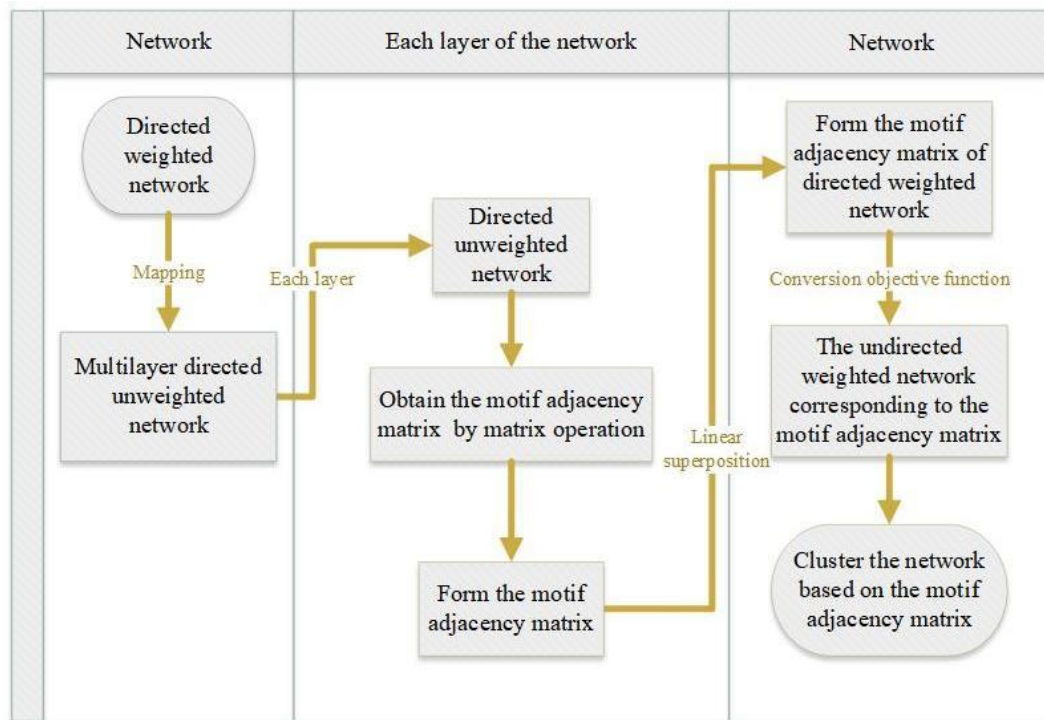 Network
Each layer of the network
Network
Directed
weighted
network
Mapping
Multilayer directed
unweighted
network
Each layer
Directed
unweighted
network
Obtain the motif adjacency
matrix by matrix operation
Form the motif
adjacency matrix
Linear
superposition
Form the motif
adjacency matrix of
directed weighted
network
Conversion objective function
The undirected
weighted network
corresponding to the
motif adjacency matrix
Cluster the network
based on the motif
adjacency matrix